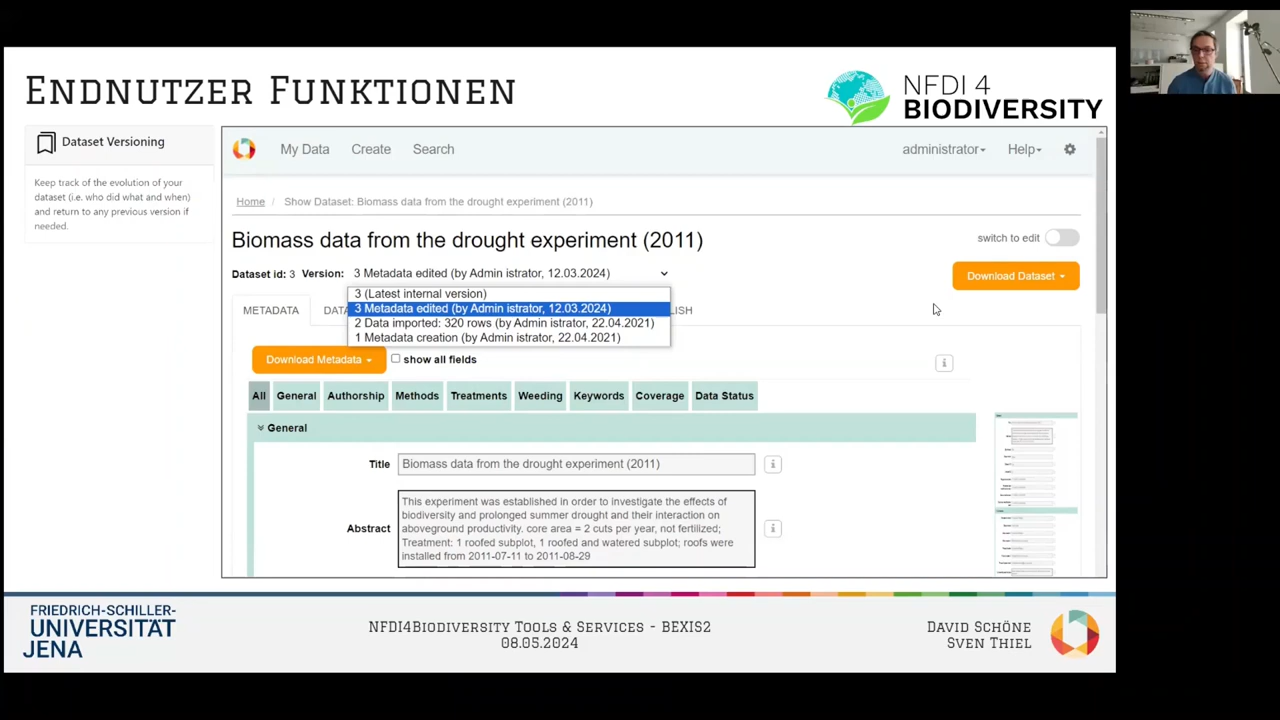 ENDNUTZER FUNKTIONEN
NFDI 4
BIODIVERSITY
Dataset Versioning
Keep track of the evolution of your
dataset (i.e. who did what and when)
and return to any previous version if
needed.
My Data Create Search administrator Help
Home / Show Dataset: Biomass data from the drought experiment (2011)
Biomass data from the drought experiment (2011)
switch to edit
Dataset id: 3 Version: 3 Metadata edited (by Admin istrator, 12.03.2024)
Download Dataset
3 (Latest internal version)
3 Metadata edited (by Admin istrator, 12.03.2024)
2 Data imported: 320 rows (by Admin istrator, 22.04.2021)
1 Metadata creation (by Admin istrator, 22.04.2021)
METADATA
Download Metadata show all fields i
All General Authorship Methods Treatments Weeding Keywords Coverage Data Status
General
Title Biomass data from the drought experiment (2011) i
Abstract
This experiment was established in order to investigate the effects of
biodiversity and prolonged summer drought and their interaction on
aboveground productivity. core area = 2 cuts per year, not fertilized;
Treatment: 1 roofed subplot, 1 roofed and watered subplot; roofs were
installed from 2011-07-11 to 2011-08-29
i
FRIEDRICH-SCHILLER-
UNIVERSITÄT
JENA
NFDI4BIODIVERSITY TOOLS & SERVICES - BEXIS2
08.05.2024
DAVID SCHÖNE
SVEN THIEL